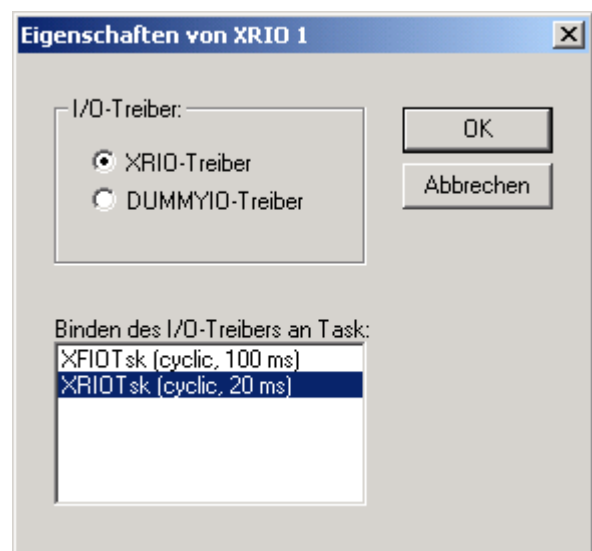 Eigenschaften von XRIO 1
I/O-Treiber:
XRIO-Treiber
DUMMYIO-Treiber
OK
Abbrechen
Binden des I/O-Treibers an Task:
XFIOTsk (cyclic, 100 ms)
XRIOTsk (cyclic, 20 ms)